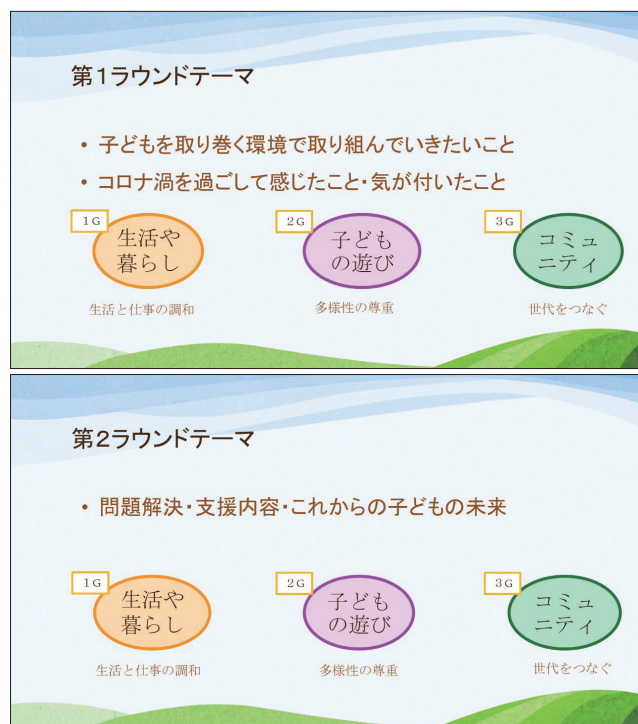 第1ラウンドテーマ
• 子どもを取り巻く環境で取り組んでいきたいこと
• コロナ渦を過ごして感じたこと・気が付いたこと
1G
生活や
暮らし
生活と仕事の調和
2G
子ども
の遊び
多様性の尊重
3G
コミュ
ニティ
世代をつなぐ
第2ラウンドテーマ
• 問題解決・支援内容・これからの子どもの未来
1G
生活や
暮らし
生活と仕事の調和
2G
子ども
の遊び
多様性の尊重
3G
コミュ
ニティ
世代をつなぐ